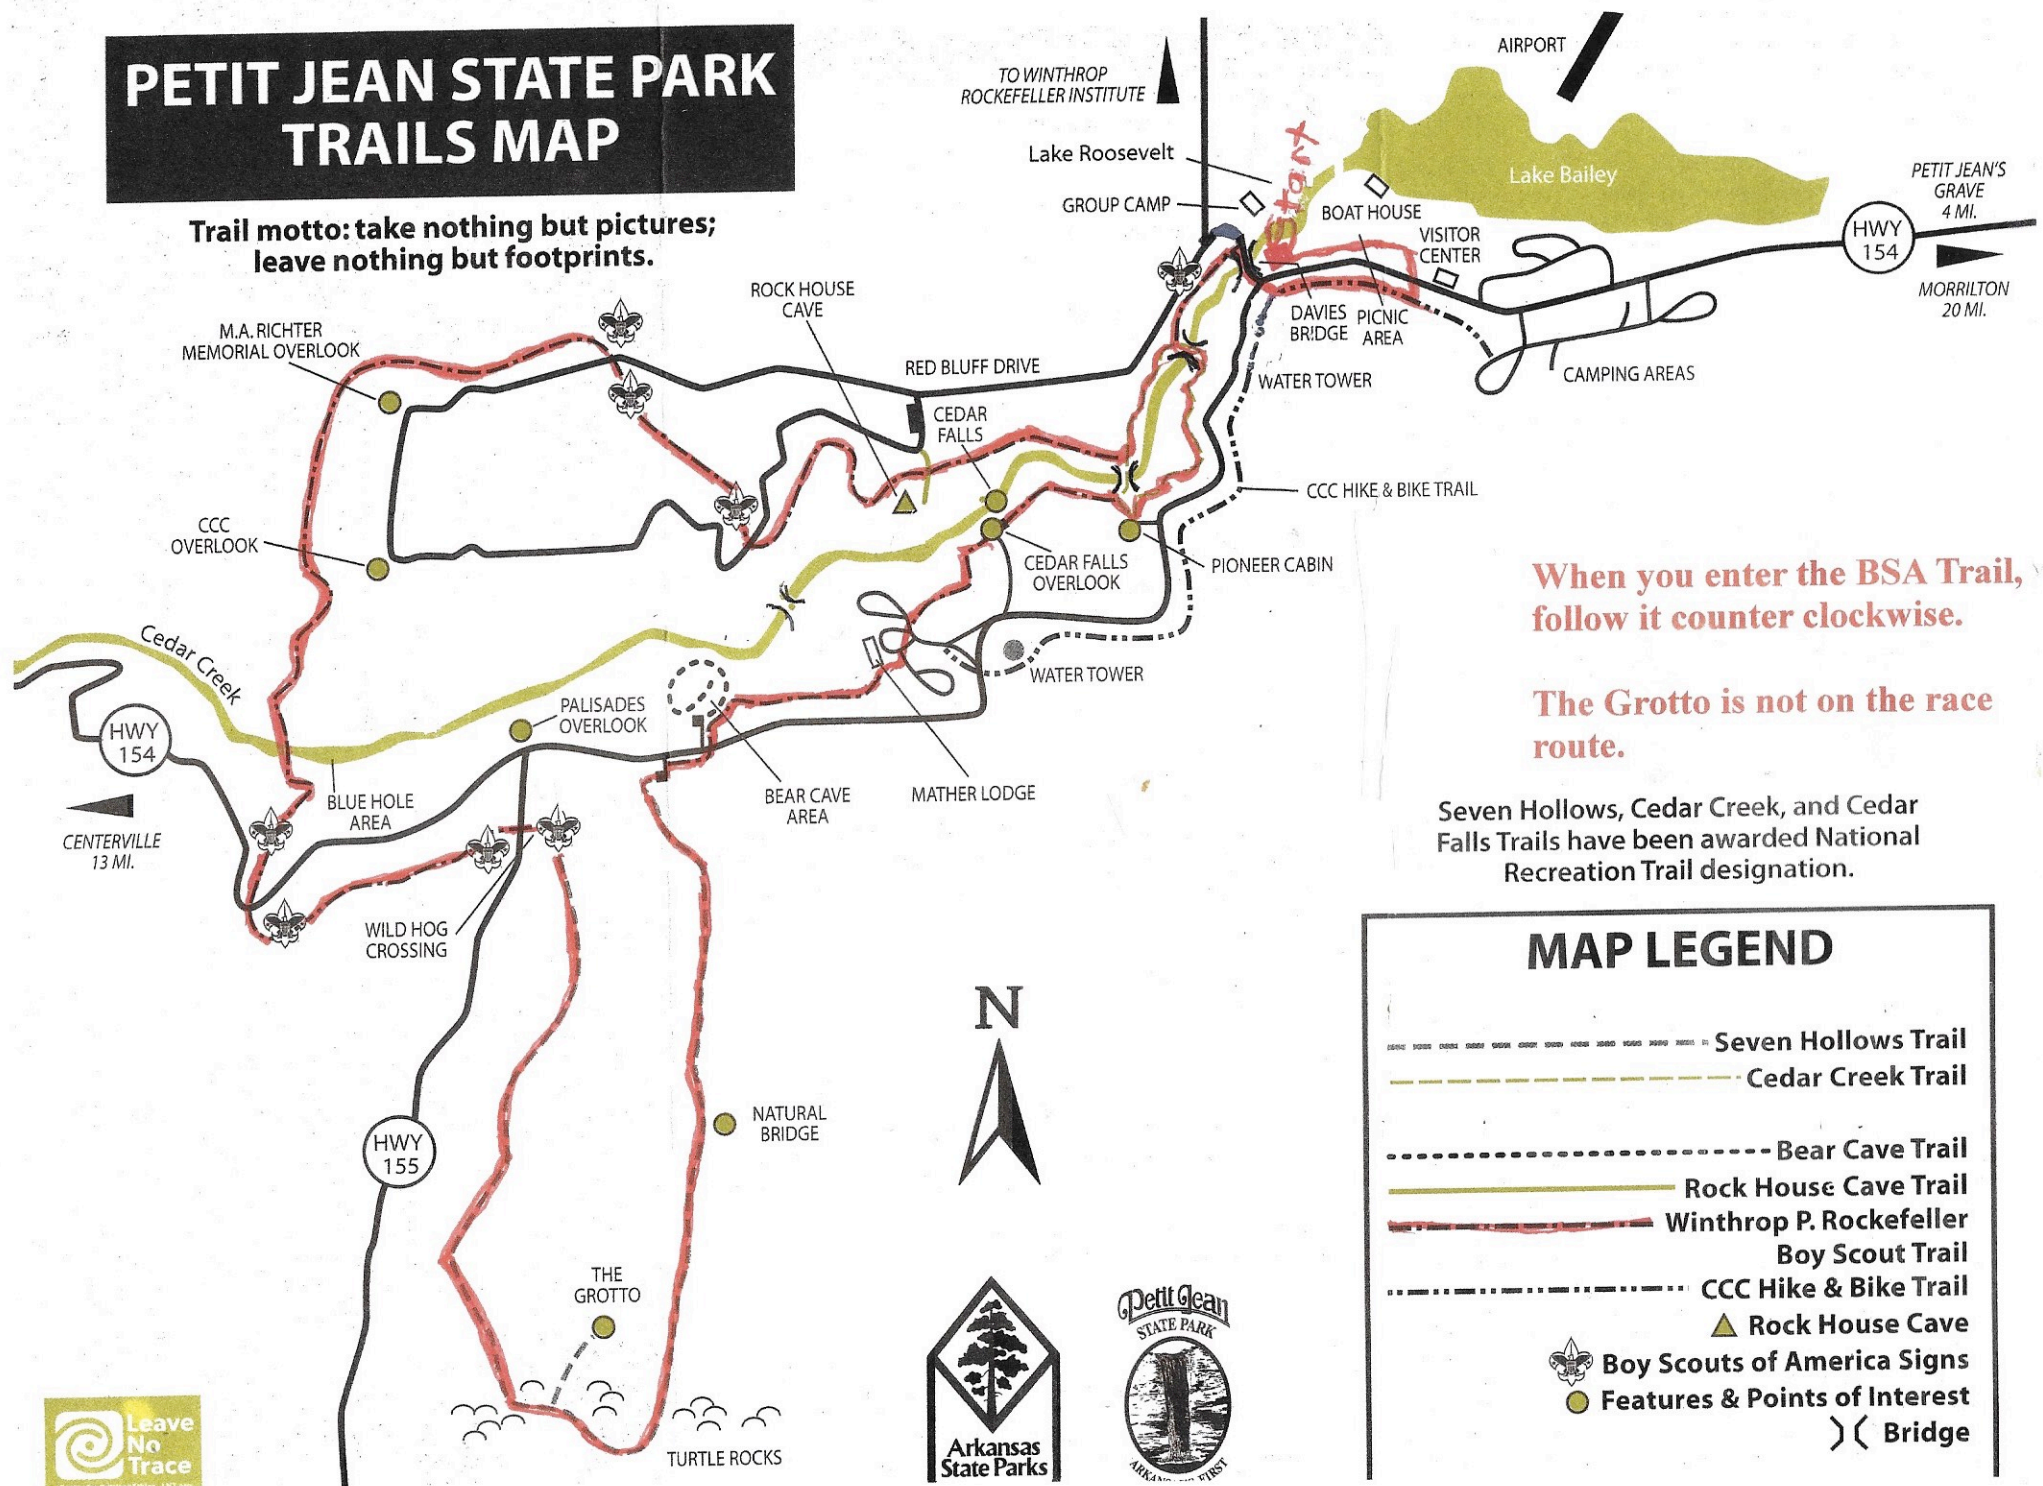 PETIT JEAN STATE PARK
TRAILS MAP
Trail motto: take nothing but pictures;
leave nothing but footprints.
TO WINTHROP
ROCKEFELLER INSTITUTE
AIRPORT
Lake Roosevelt
Start
GROUP CAMP
Lake Bailey
BOAT HOUSE
VISITOR
CENTER
PETIT JEAN'S
GRAVE
4 MI.
HWY
154
MORRILTON
20 MI.
DAVIES
BRIDGE
PICNIC
AREA
WATER TOWER
CAMPING AREAS
ROCK HOUSE
CAVE
M.A. RICHTER
MEMORIAL OVERLOOK
RED BLUFF DRIVE
CEDAR
FALLS
CCC HIKE & BIKE TRAIL
CCC
OVERLOOK
CEDAR FALLS
OVERLOOK
PIONEER CABIN
When you enter the BSA Trail,
follow it counter clockwise.
The Grotto is not on the race
route.
Cedar Creek
WATER TOWER
PALISADES
OVERLOOK
HWY
154
CENTERVILLE
13 MI.
BLUE HOLE
AREA
BEAR CAVE
AREA
MATHER LODGE
Seven Hollows, Cedar Creek, and Cedar
Falls Trails have been awarded National
Recreation Trail designation.
WILD HOG
CROSSING
N
NATURAL
BRIDGE
HWY
155
THE
GROTTO
TURTLE ROCKS
MAP LEGEND
Seven Hollows Trail
Cedar Creek Trail
Bear Cave Trail
Rock House Cave Trail
Winthrop P. Rockefeller
Boy Scout Trail
CCC Hike & Bike Trail
Rock House Cave
Boy Scouts of America Signs
Features & Points of Interest
Bridge
Leave
No
Trace
Arkansas
State Parks
Petit Jean
STATE PARK
FIRST